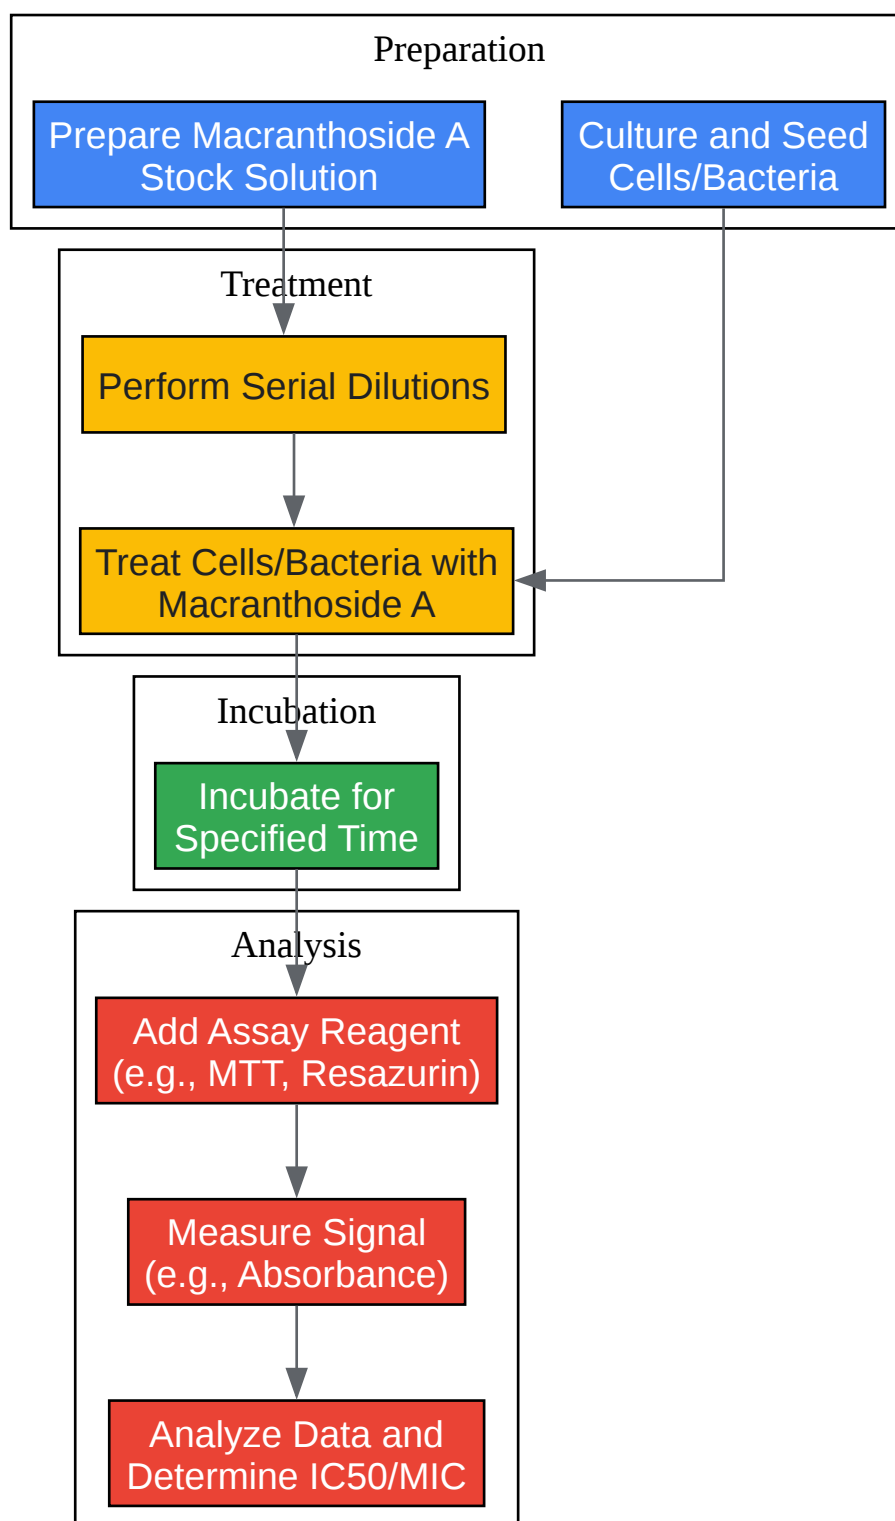 Preparation
Prepare Macranthoside A
Stock Solution
Culture and Seed
Cells/Bacteria
Treatment
Perform Serial Dilutions
Treat Cells/Bacteria with
Macranthoside A
Incubation
Incubate for
Specified Time
Analysis
Add Assay Reagent
(e.g., MTT, Resazurin)
Measure Signal
(e.g., Absorbance)
Analyze Data and
Determine IC50/MIC